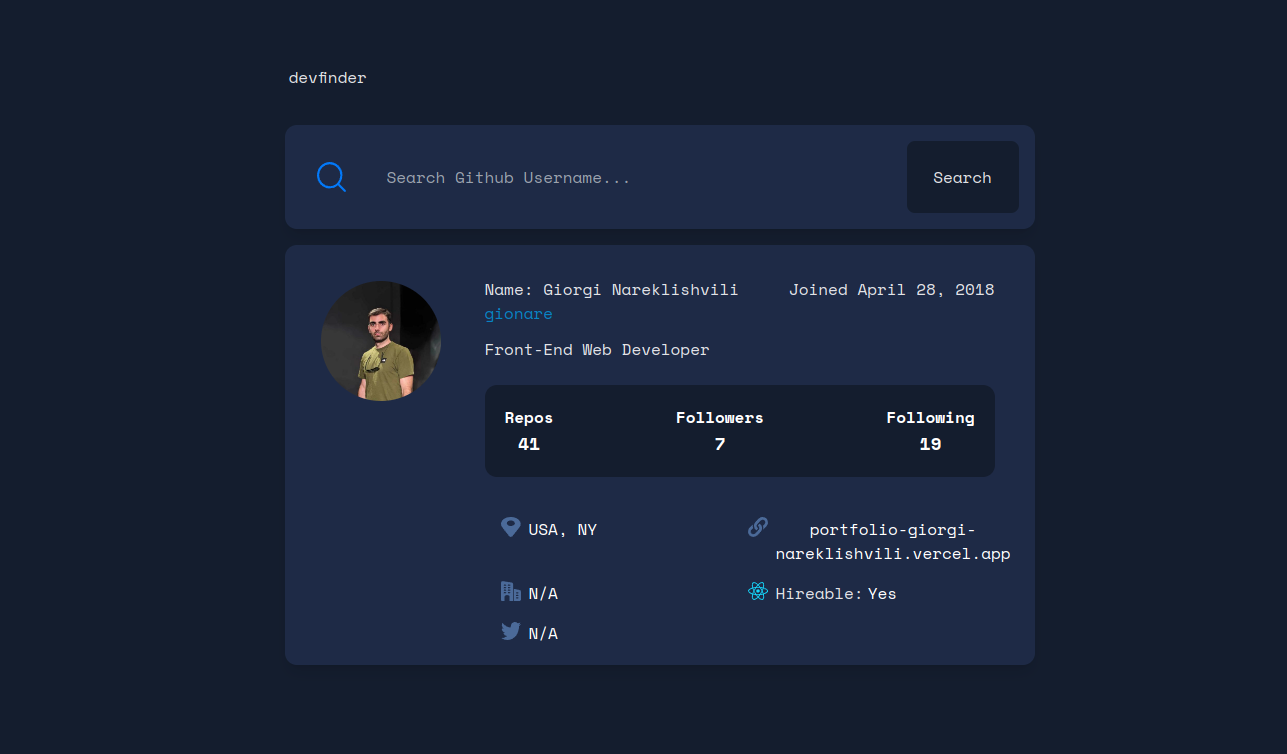 devfinder
Search Github Username...
Search
Name: Giorgi Nareklishvili
Joined April 28, 2018
gionare
Front-End Web Developer
Repos
Followers
Following
41
7
19
USA, NY
portfolio-giorgi-
nareklishvili.vercel.app
N/A
Hireable: Yes
N/A